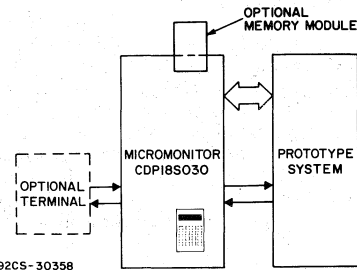 OPTIONAL
MEMORY MODULE
MICROMONITOR
CDP18S030
PROTOTYPE
SYSTEM
OPTIONAL
TERMINAL
92CS-30358